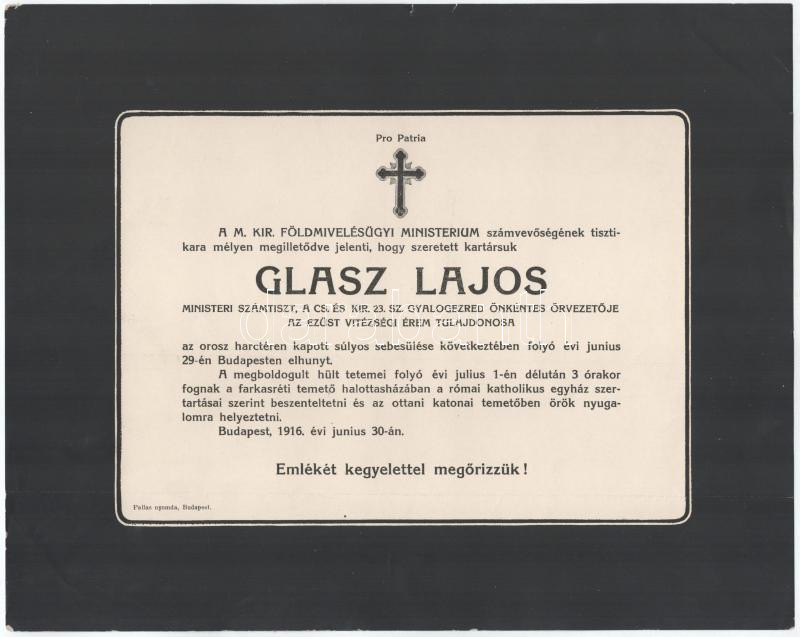 Pro Patria
A M. KIR. FÖLDMIVELÉSÜGYI MINISTERIUM számvevőségének tiszti-
kara mélyen megilletődve jelenti, hogy szeretett kartársuk
GLASZ LAJOS
MINISTERI SZÁMTISZT, A CS. ÉS KIR. 23. SZ. GYALOGEZRED ÖNKÉNTES ŐRVEZETŐJE
AZ EZÜST VITÉZSÉGI ÉREM TULAJDONOSA
az orosz harctéren kapott súlyos sebesülése következtében folyó évi junius
29-én Budapesten elhunyt.
A megboldogult hült tetemei folyó évi julius 1-én délután 3 órakor
fognak a farkasréti temető halottasházában a római katholikus egyház szer-
tartásai szerint beszenteltetni és az ottani katonai temetőben örök nyuga-
lomra helyeztetni.
Budapest, 1916. évi junius 30-án.
Emlékét kegyelettel megőrizzük!
Pallas nyomda, Budapest.
darabanth